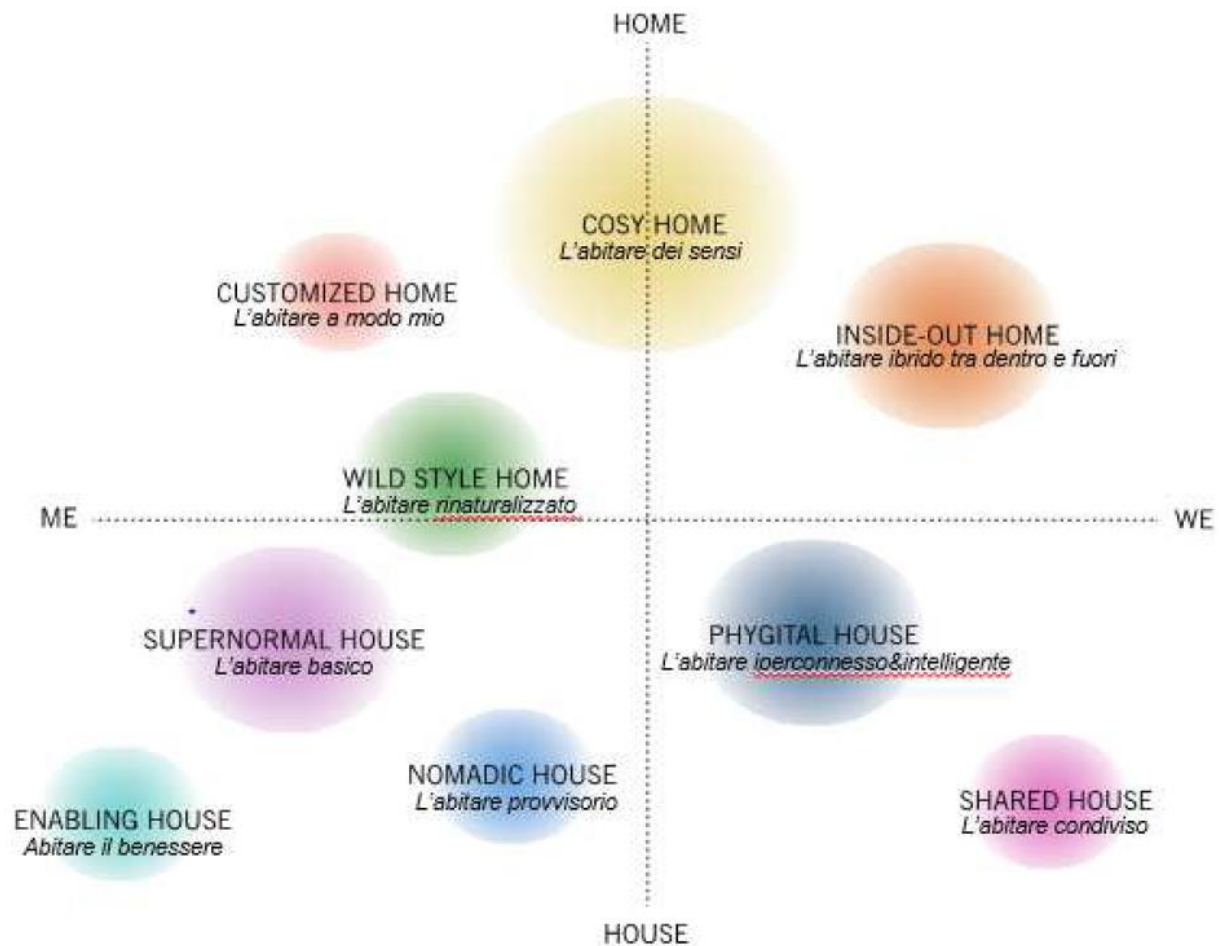 HOME
COSY HOME
L'abitare dei sensi
CUSTOMIZED HOME
L'abitare a modo mio
INSIDE-OUT HOME
L'abitare ibrido tra dentro e fuori
WILD STYLE HOME
L'abitare rinaturalizzato
ME
WE
SUPERNORMAL HOUSE
L'abitare basico
PHYGITAL HOUSE
L'abitare iperconnesso&intelligente
NOMADIC HOUSE
L'abitare provvisorio
SHARED HOUSE
L'abitare condiviso
ENABLING HOUSE
Abitare il benessere
HOUSE